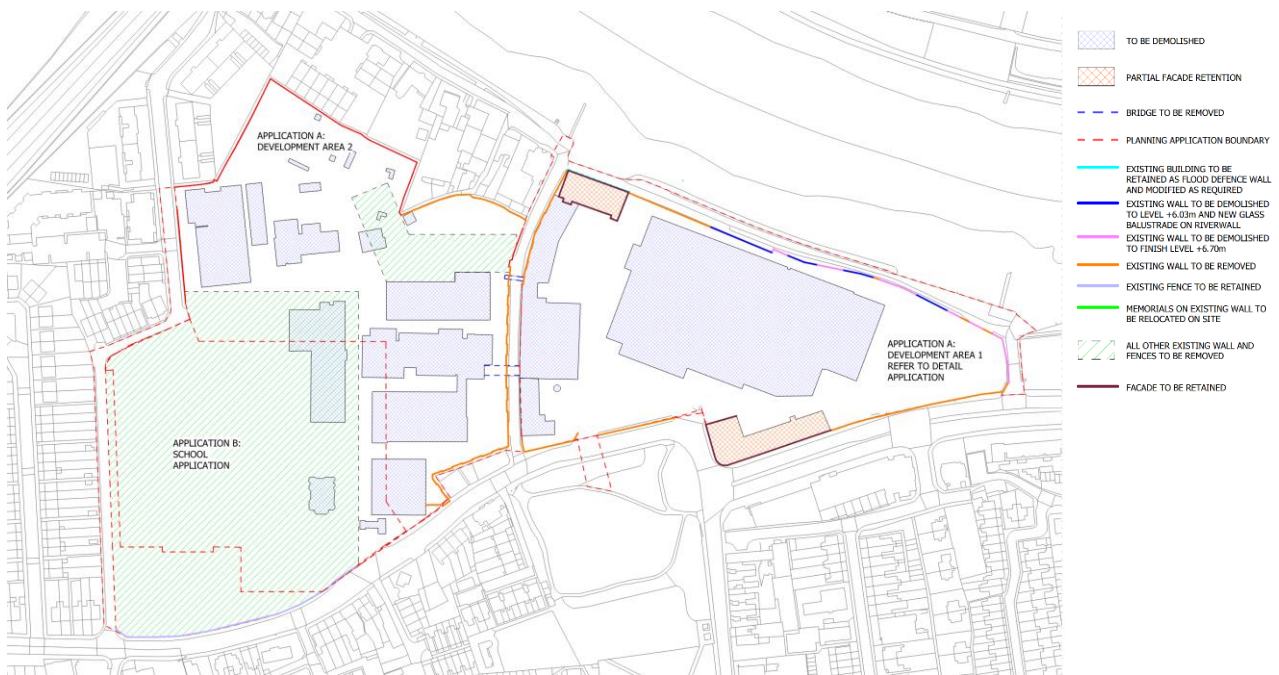 APPLICATION A:
DEVELOPMENT AREA 2
APPLICATION A:
DEVELOPMENT AREA 1
REFER TO DETAIL
APPLICATION
APPLICATION B:
SCHOOL
APPLICATION
TO BE DEMOLISHED
PARTIAL FACADE RETENTION
BRIDGE TO BE REMOVED
PLANNING APPLICATION BOUNDARY
EXISTING BUILDING TO BE
RETAINED AS FLOOD DEFENCE WALL
AND MODIFIED AS REQUIRED
EXISTING WALL TO BE DEMOLISHED
TO LEVEL +6.03m AND NEW GLASS
BALUSTRADE ON RIVERWALL
EXISTING WALL TO BE DEMOLISHED
TO FINISH LEVEL +6.70m
EXISTING WALL TO BE REMOVED
EXISTING FENCE TO BE RETAINED
MEMORIALS ON EXISTING WALL TO
BE RELOCATED ON SITE
ALL OTHER EXISTING WALL AND
FENCES TO BE REMOVED
FACADE TO BE RETAINED